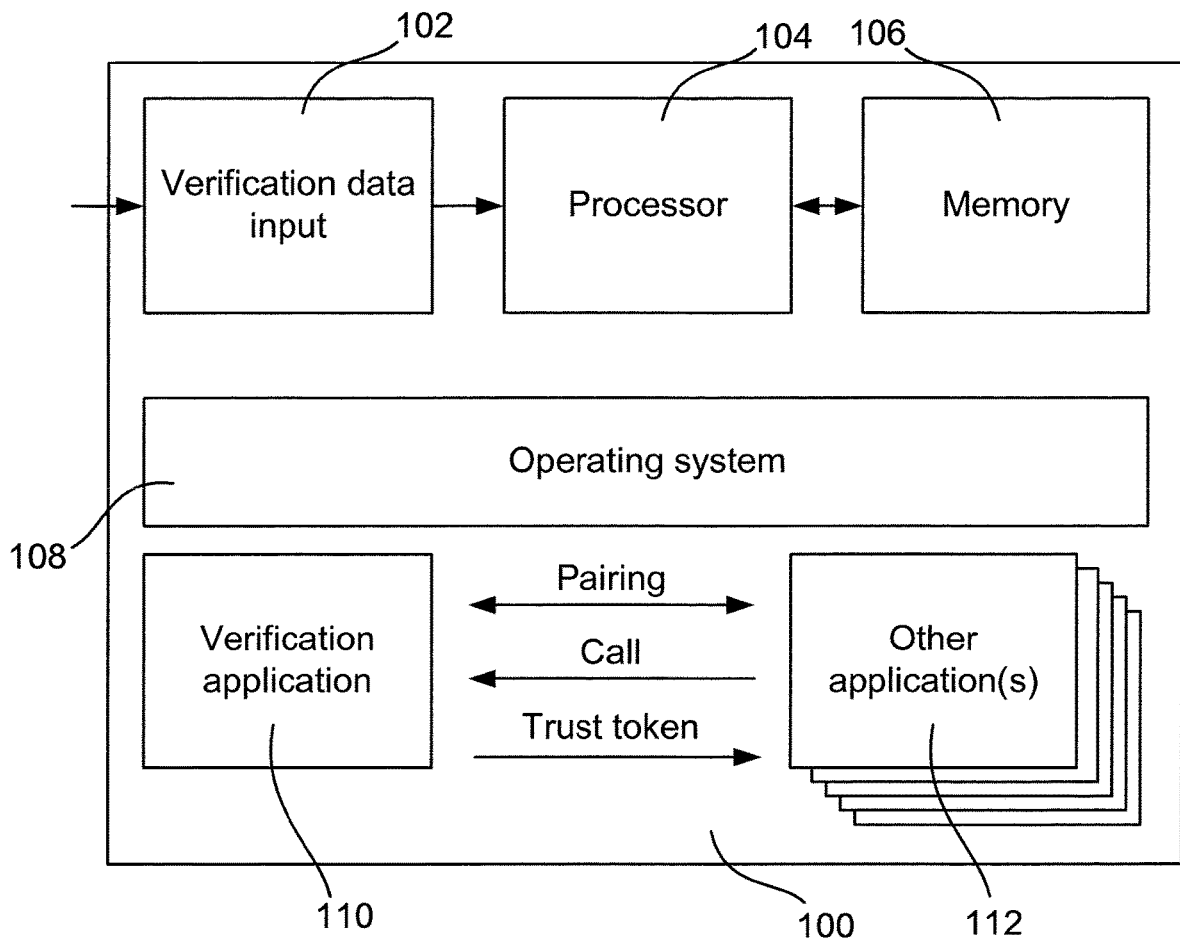 102
104
106
Verification data
input
Processor
Memory
Operating system
108
Verification
application
Pairing
Call
Trust token
Other
application(s)
110
100
112